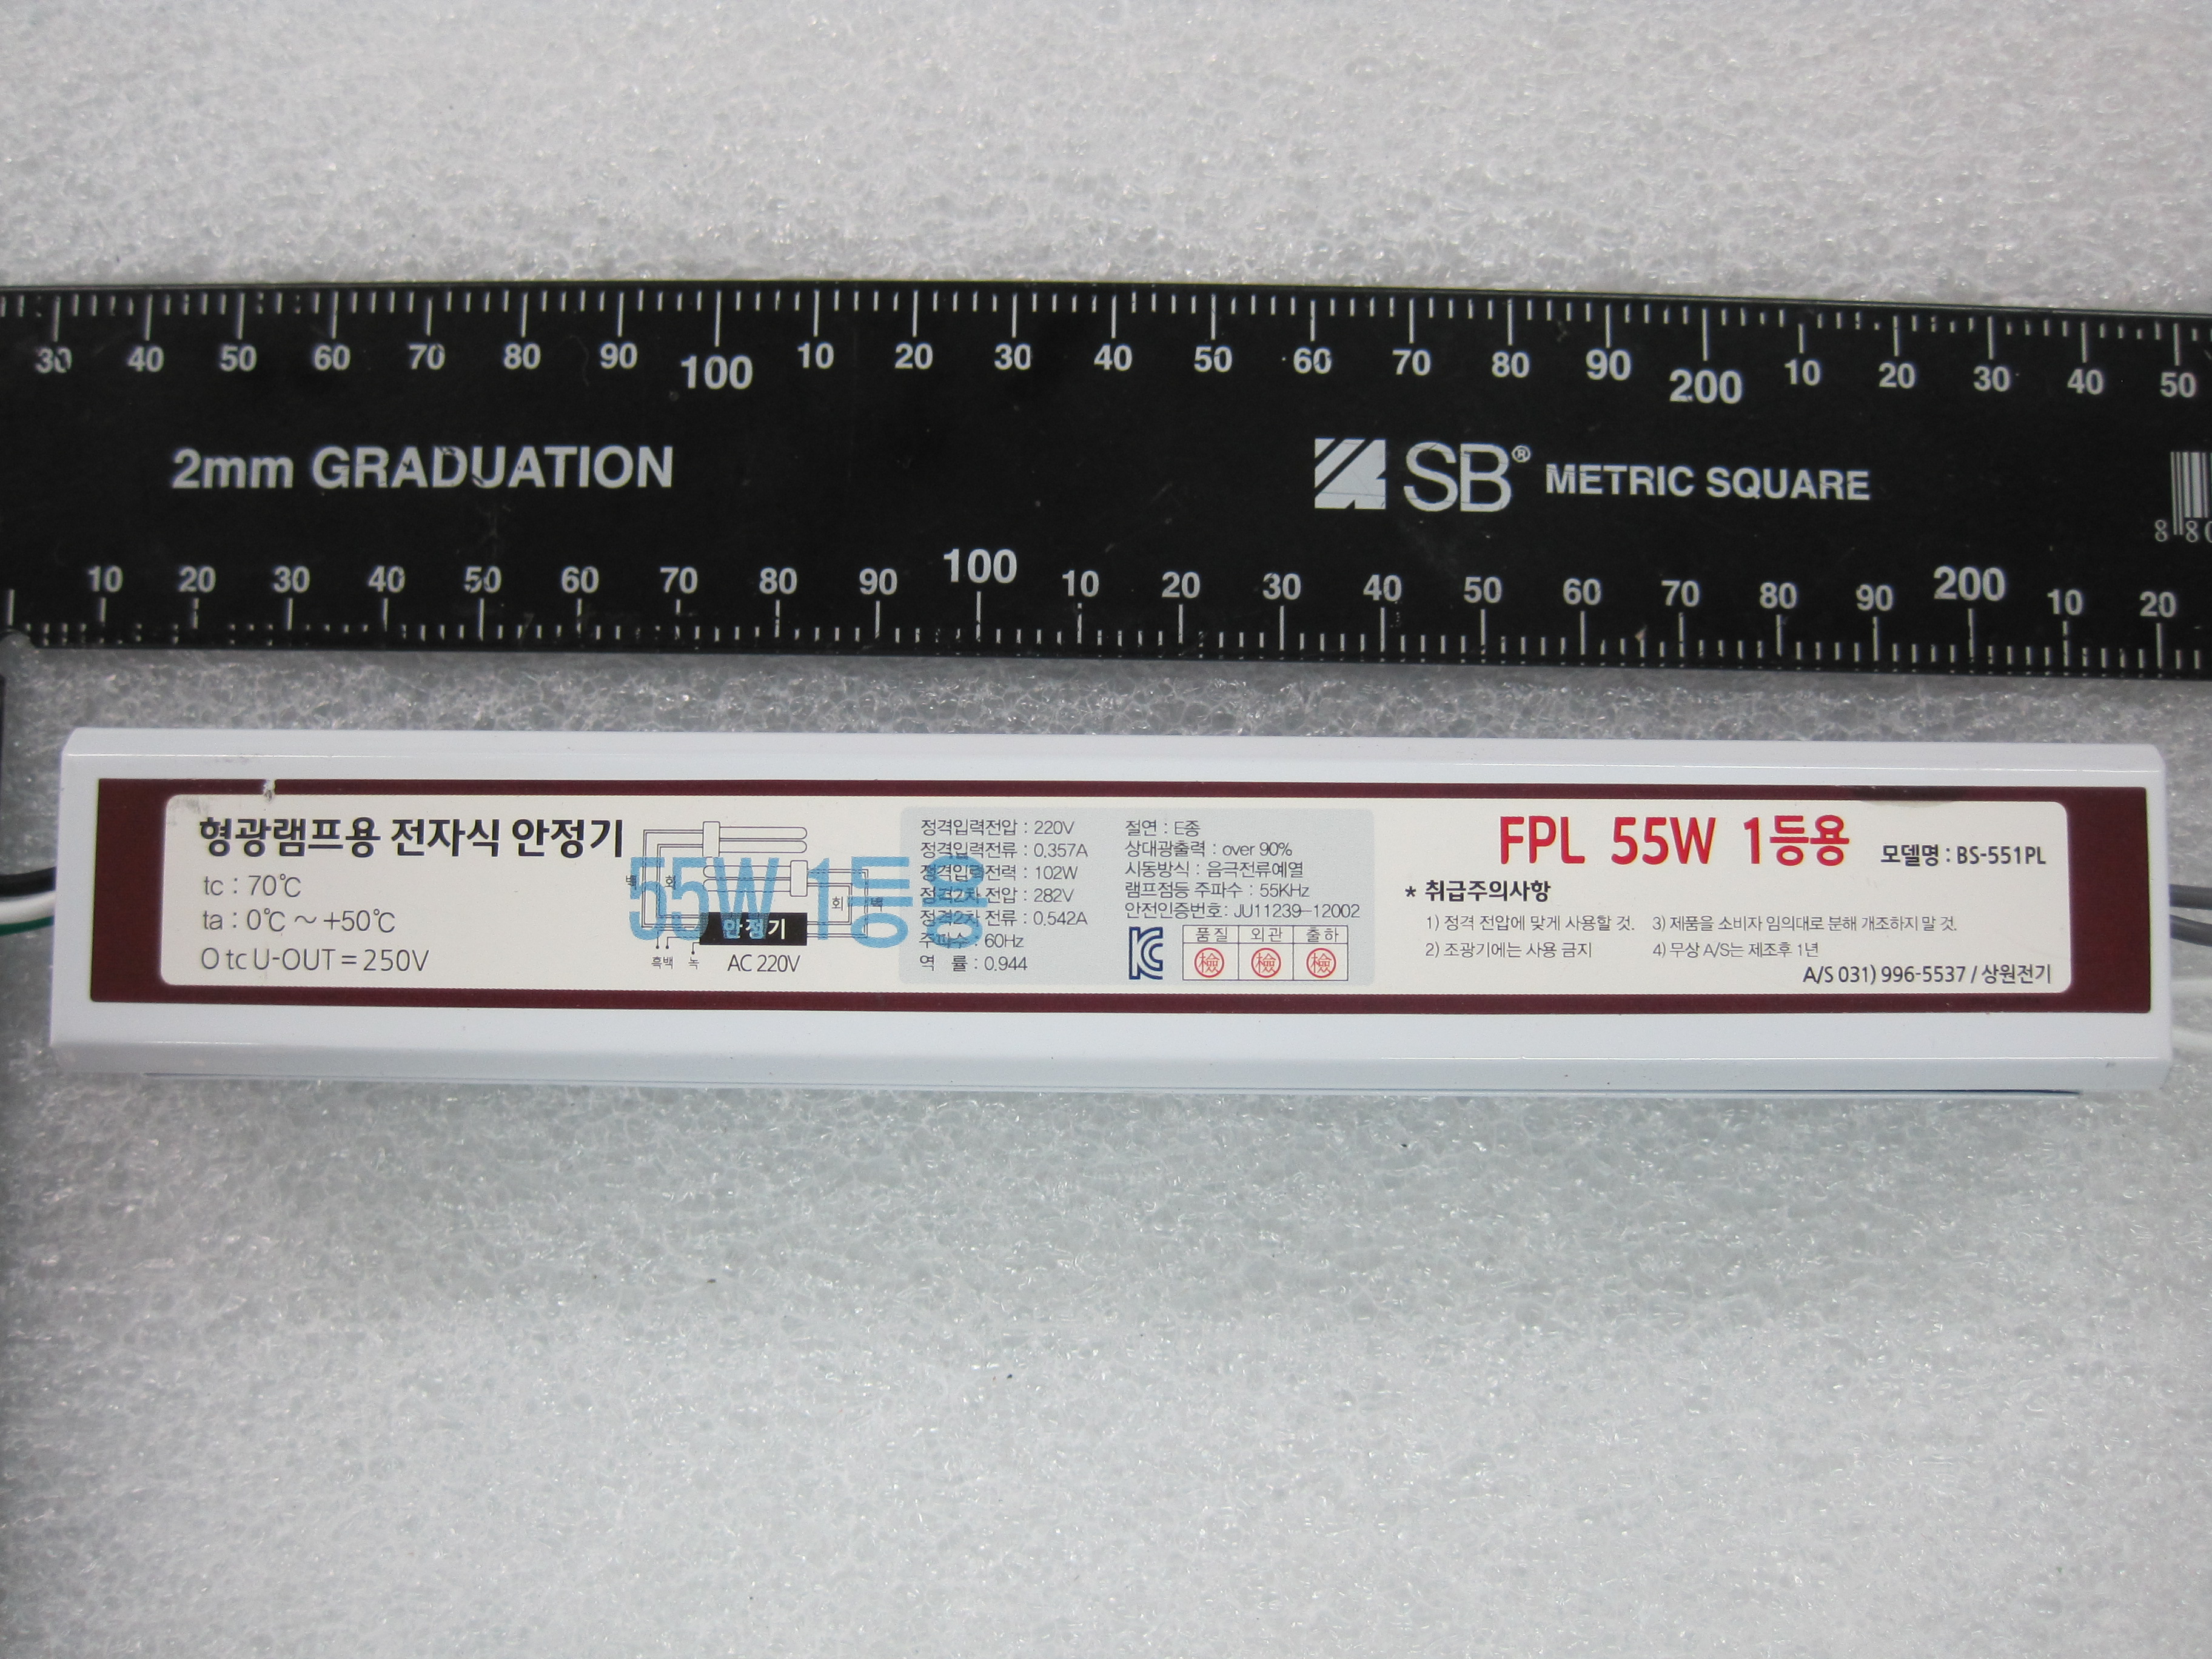 30 40 50 60 70 80 90 100 10 20 30 40 50 60 70 80 90 200 10 20 30 40 50
2mm GRADUATION
SB® METRIC SQUARE
10 20 30 40 50 60 70 80 90 100 10 20 30 40 50 60 70 80 90 200 10 20
형광램프용 전자식 안정기
tc : 70℃
ta : 0℃ ~ +50℃
O tc U-OUT = 250V
55W 1등용
회 백
안정기
흑백 녹
AC 220V
정격입력전압 : 220V
정격입력전류 : 0.357A
정격입력전력 : 102W
정격2차 전압 : 282V
정격2차 전류 : 0.542A
주파수 : 60Hz
역 률 : 0.944
절연 : E종
상대광출력 : over 90%
시동방식 : 음극전류예열
램프점등 주파수 : 55KHz
안전인증번호: JU11239-12002
품질 외관 출하
檢 檢 檢
FPL 55W 1등용 모델명 : BS-551PL
* 취급주의사항
1) 정격 전압에 맞게 사용할 것. 3) 제품을 소비자 임의대로 분해 개조하지 말 것.
2) 조광기에는 사용 금지 4) 무상 A/S는 제조후 1년
A/S 031) 996-5537 / 상원전기